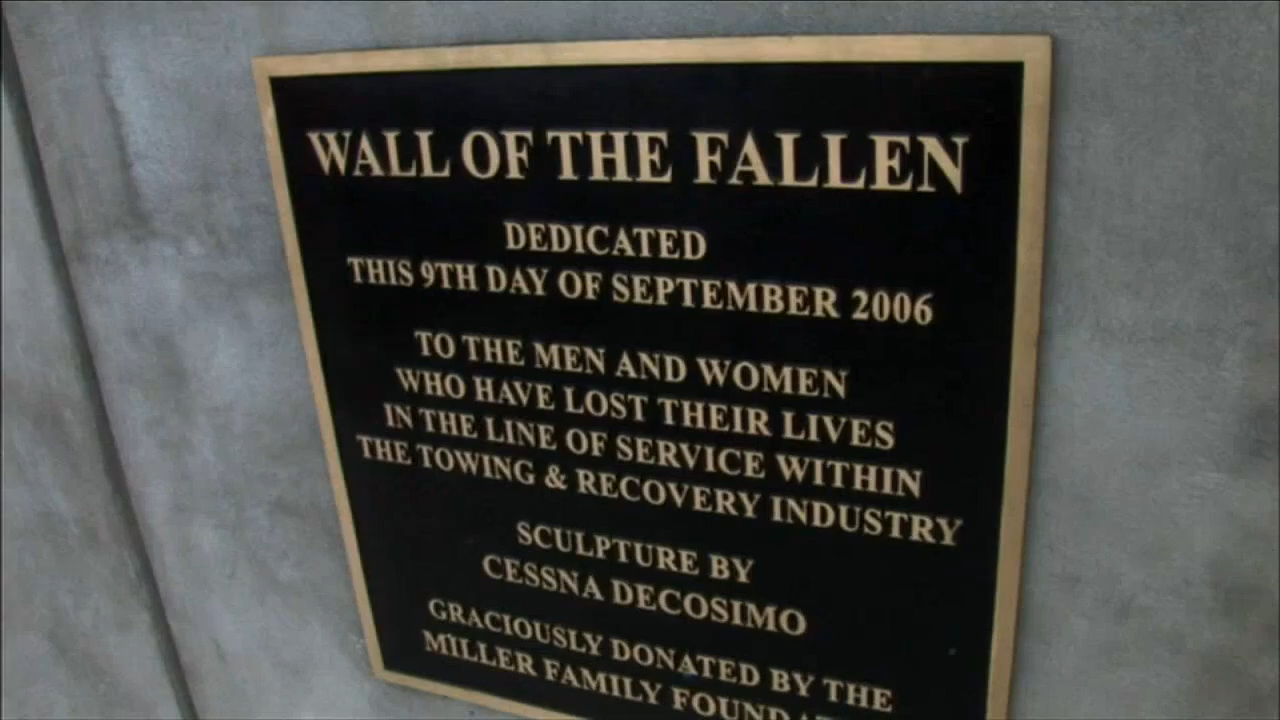 WALL OF THE FALLEN
DEDICATED
THIS 9TH DAY OF SEPTEMBER 2006
TO THE MEN AND WOMEN
WHO HAVE LOST THEIR LIVES
IN THE LINE OF SERVICE WITHIN
THE TOWING & RECOVERY INDUSTRY
SCULPTURE BY
CESSNA DECOSIMO
GRACIOUSLY DONATED BY THE
MILLER FAMILY